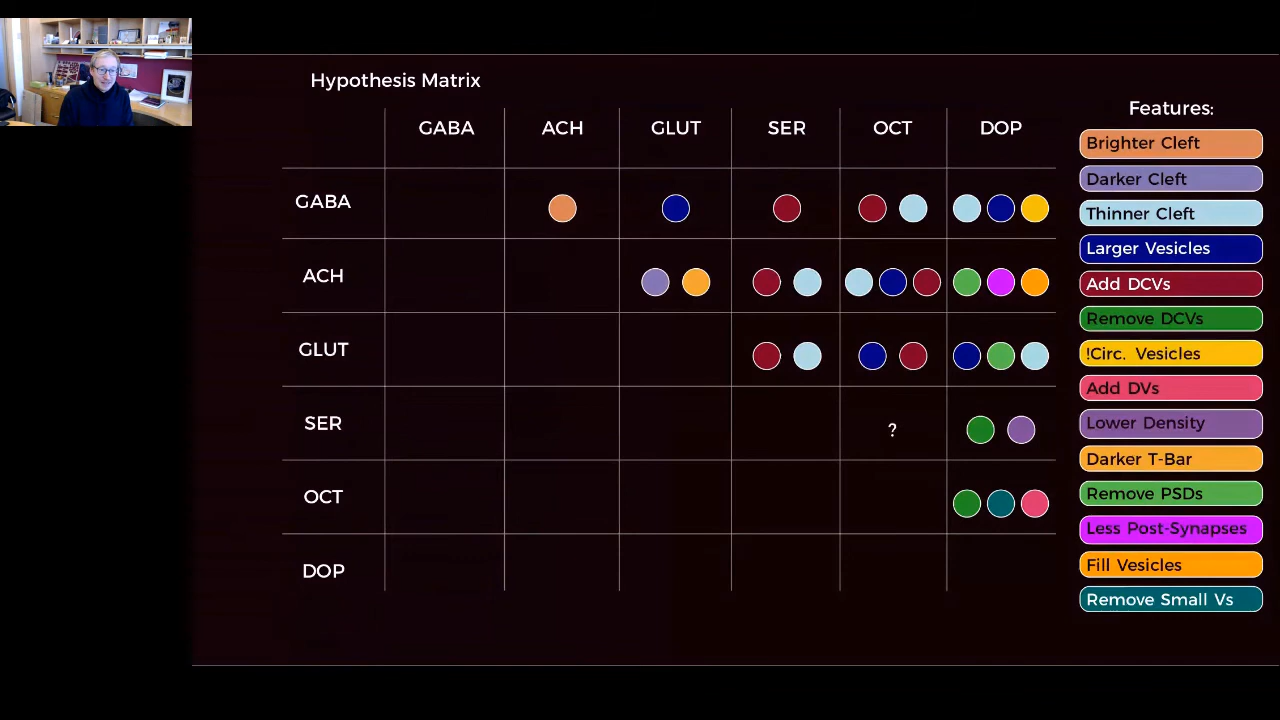 Hypothesis Matrix
Features:
GABA ACH GLUT SER OCT DOP
GABA
ACH
GLUT
SER ?
OCT
DOP
Brighter Cleft
Darker Cleft
Thinner Cleft
Larger Vesicles
Add DCVs
Remove DCVs
!Circ. Vesicles
Add DVs
Lower Density
Darker T-Bar
Remove PSDs
Less Post-Synapses
Fill Vesicles
Remove Small Vs